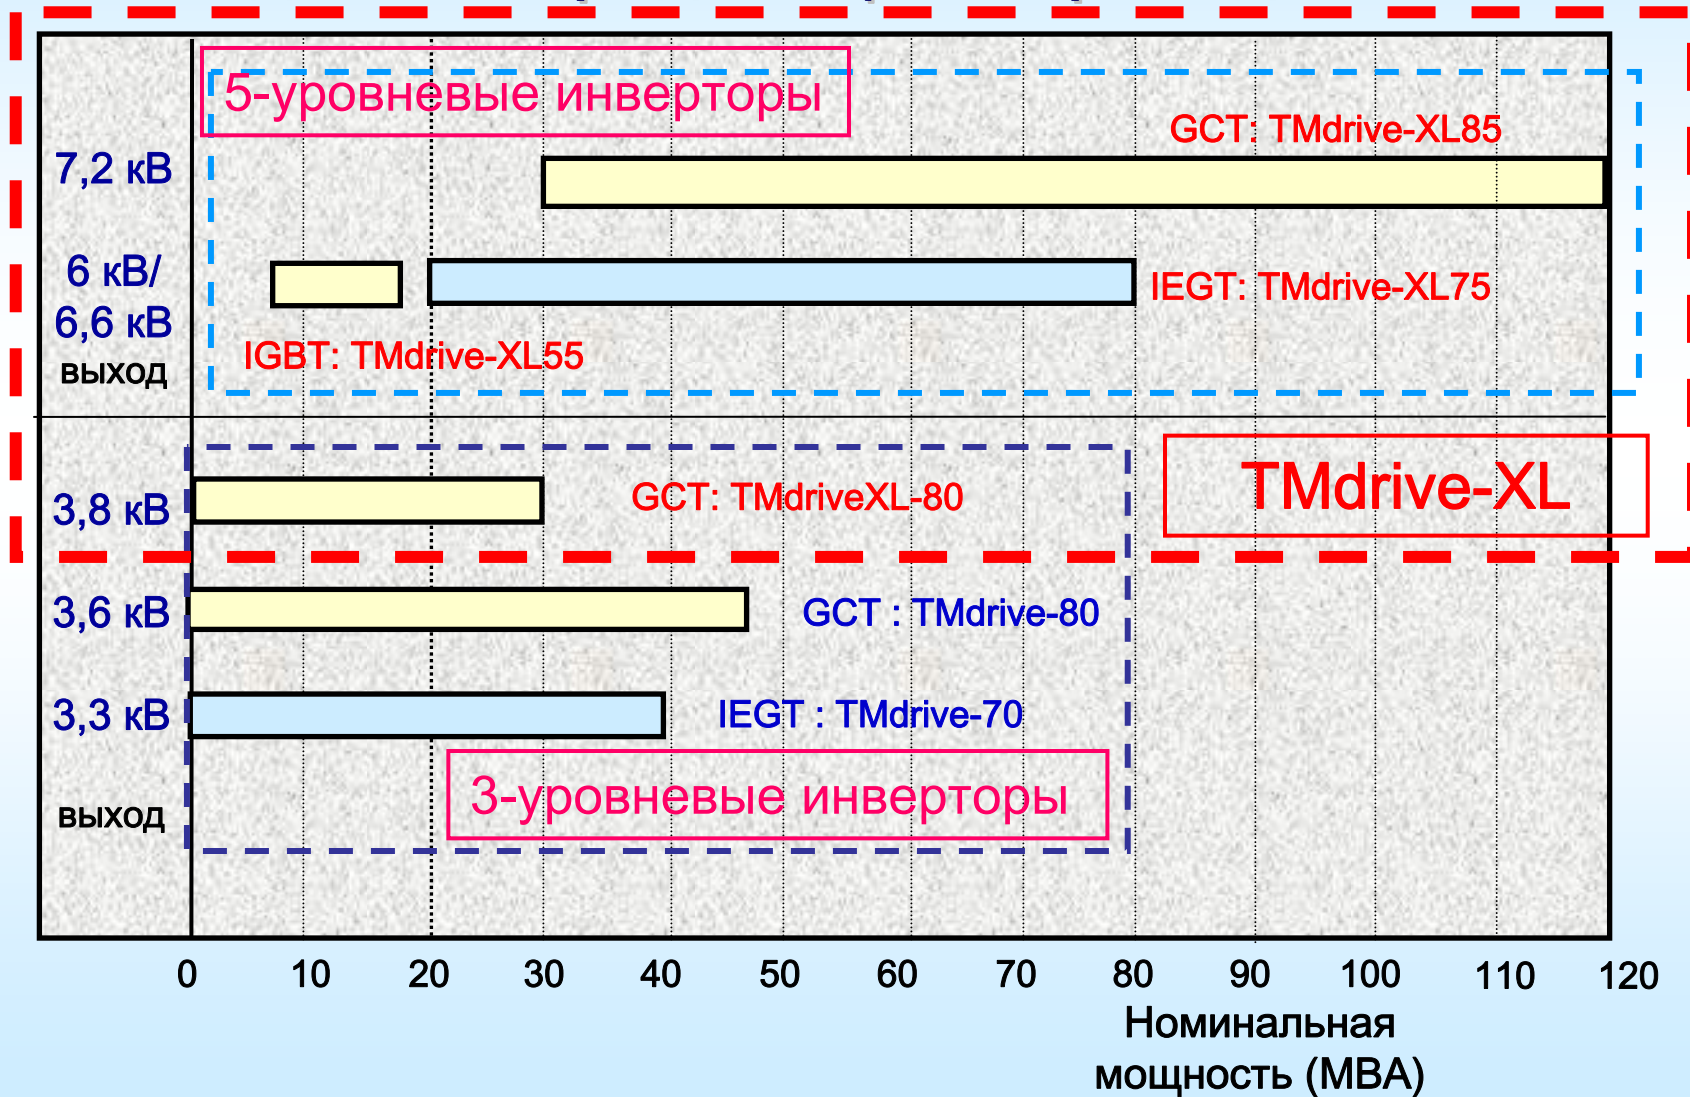 5-уровневые инверторы
GCT: TMdrive-XL85
7,2 кВ
6 кВ/
6,6 кВ
выход
IEGT: TMdrive-XL75
IGBT: TMdrive-XL55
TMdrive-XL
3,8 кВ
GCT: TMdriveXL-80
3,6 кВ
GCT : TMdrive-80
3,3 кВ
IEGT : TMdrive-70
3-уровневые инверторы
выход
0 10 20 30 40 50 60 70 80 90 100 110 120
Номинальная
мощность (МВА)